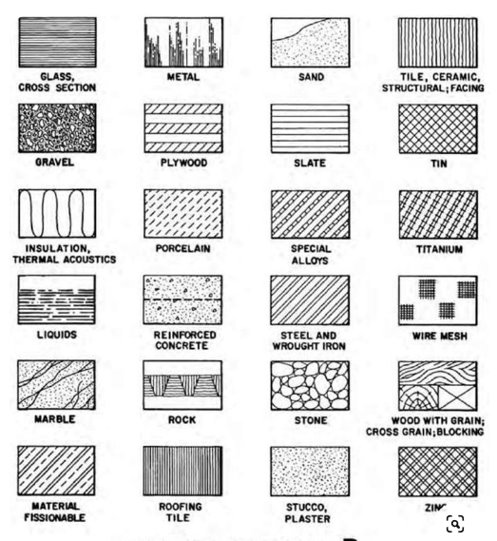 GLASS,
CROSS SECTION
METAL
SAND
TILE, CERAMIC,
STRUCTURAL; FACING
GRAVEL
PLYWOOD
SLATE
TIN
INSULATION,
THERMAL ACOUSTICS
PORCELAIN
SPECIAL
ALLOYS
TITANIUM
LIQUIDS
REINFORCED
CONCRETE
STEEL AND
WROUGHT IRON
WIRE MESH
MARBLE
ROCK
STONE
WOOD WITH GRAIN;
CROSS GRAIN; BLOCKING
MATERIAL
FISSIONABLE
ROOFING
TILE
STUCCO,
PLASTER